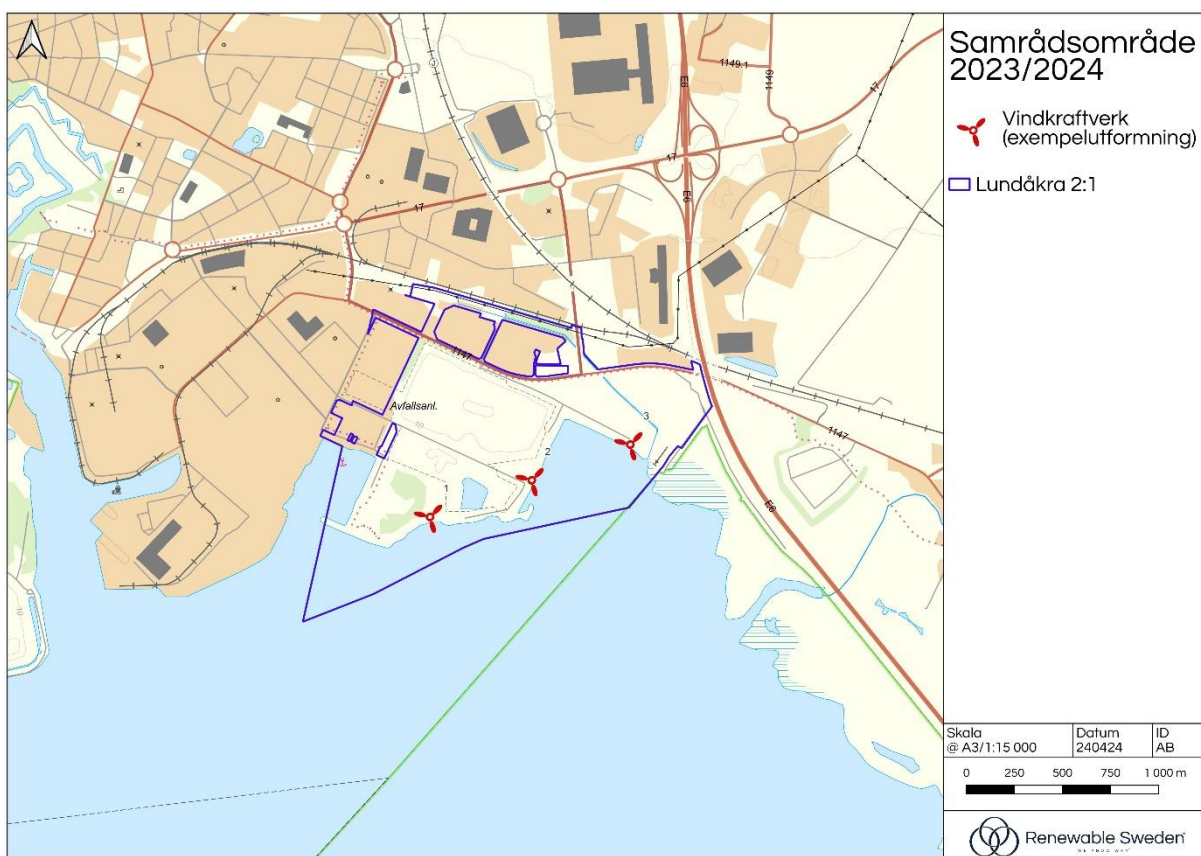 Samrådsområde
2023/2024
Vindkraftverk
(exempelutformning)
Lundåkra 2:1
E6
1149.1
1149
17
17
E6
17
1147
Avfallsanl.
3
2
1
1147
E6
10
Skala
@ A3/1:15 000
Datum
240424
ID
AB
0 250 500 750 1 000 m
Renewable Sweden